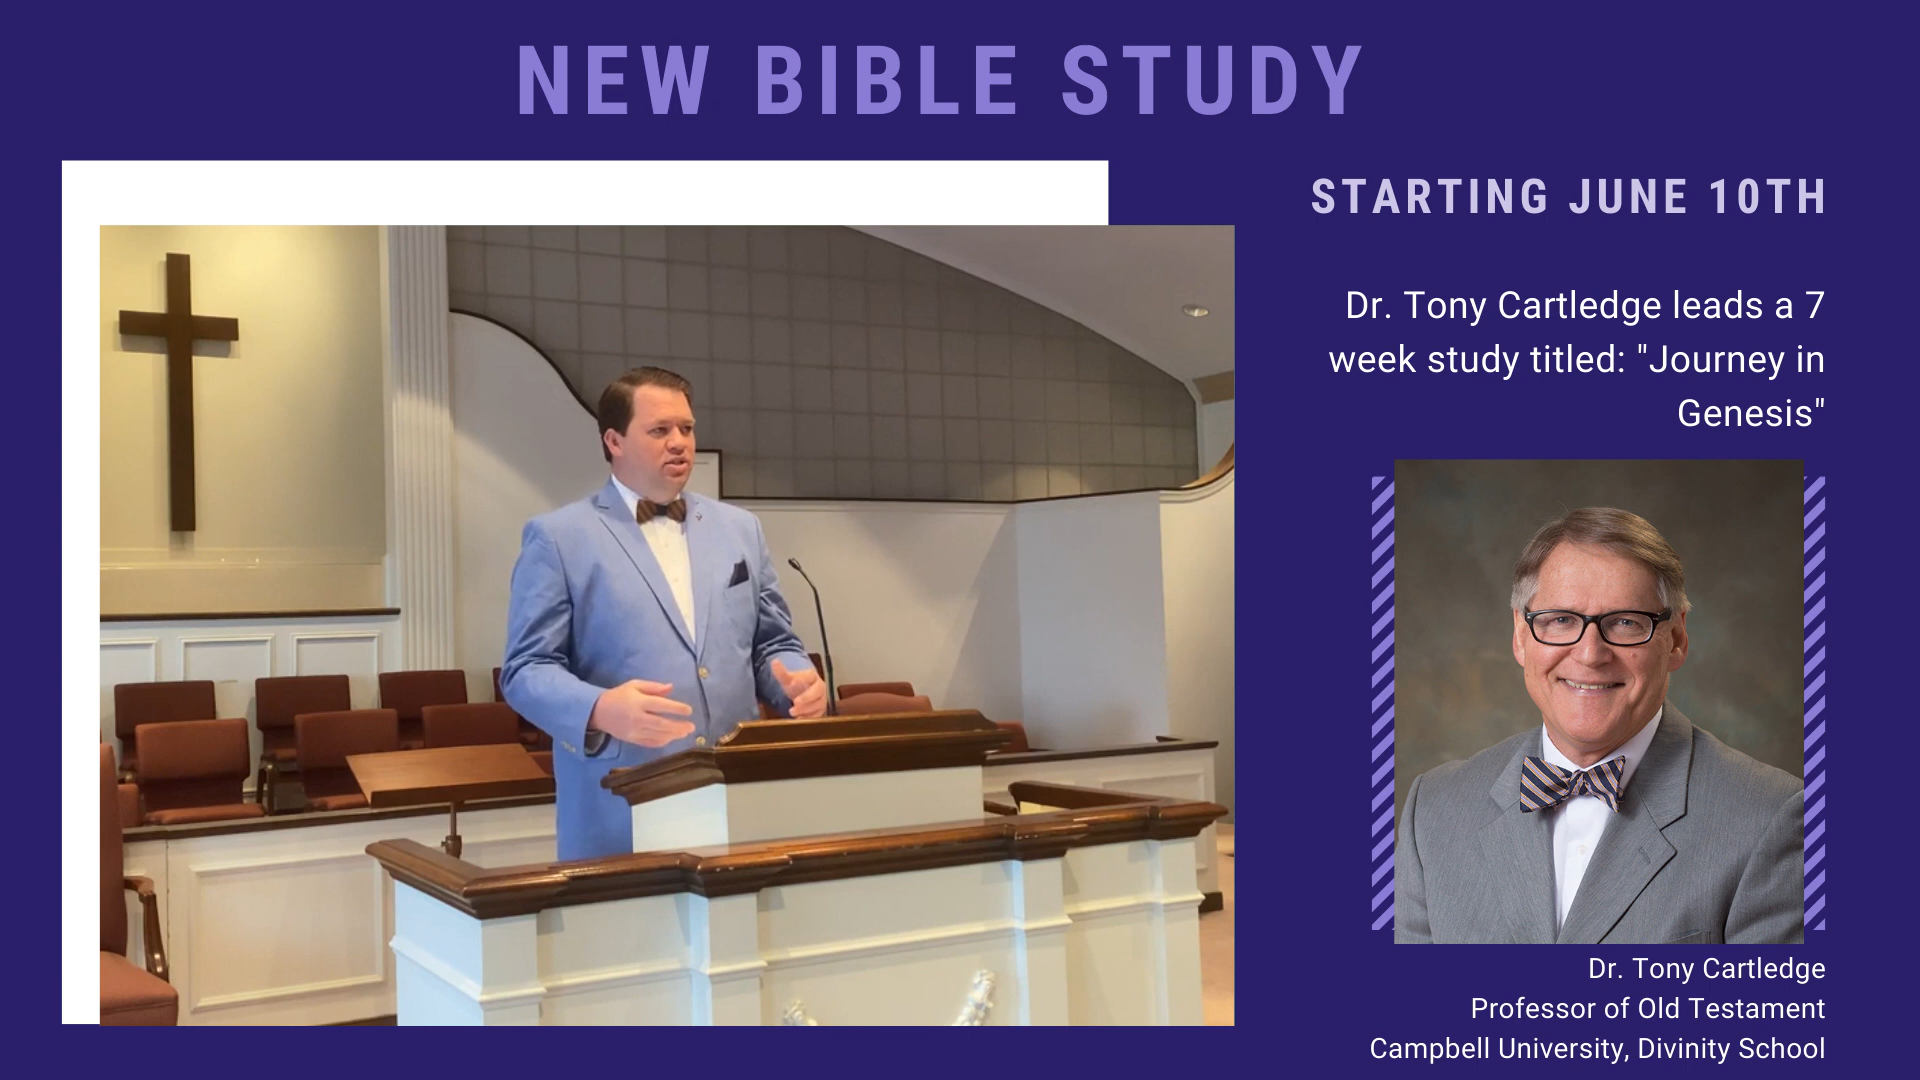 NEW BIBLE STUDY
STARTING JUNE 10TH
Dr. Tony Cartledge leads a 7
week study titled: "Journey in
Genesis"
Dr. Tony Cartledge
Professor of Old Testament
Campbell University, Divinity School